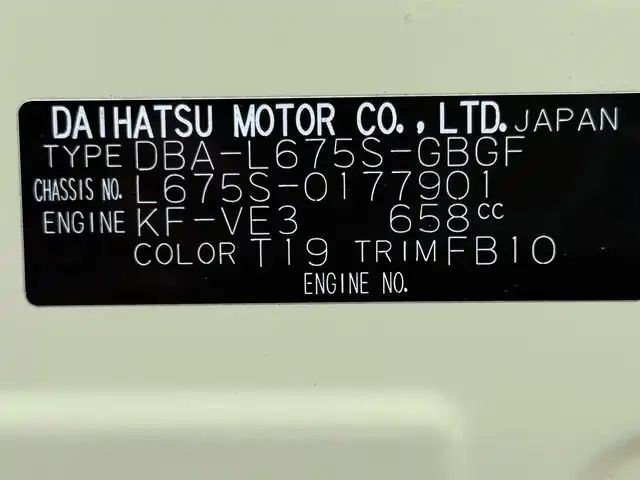 DAIHATSU MOTOR CO., LTD. JAPAN
TYPE DBA-L675S-GBGF
CHASSIS NO. L675S-0177901
ENGINE KF-VE3 658cc
COLOR T19 TRIM FB10
ENGINE NO.